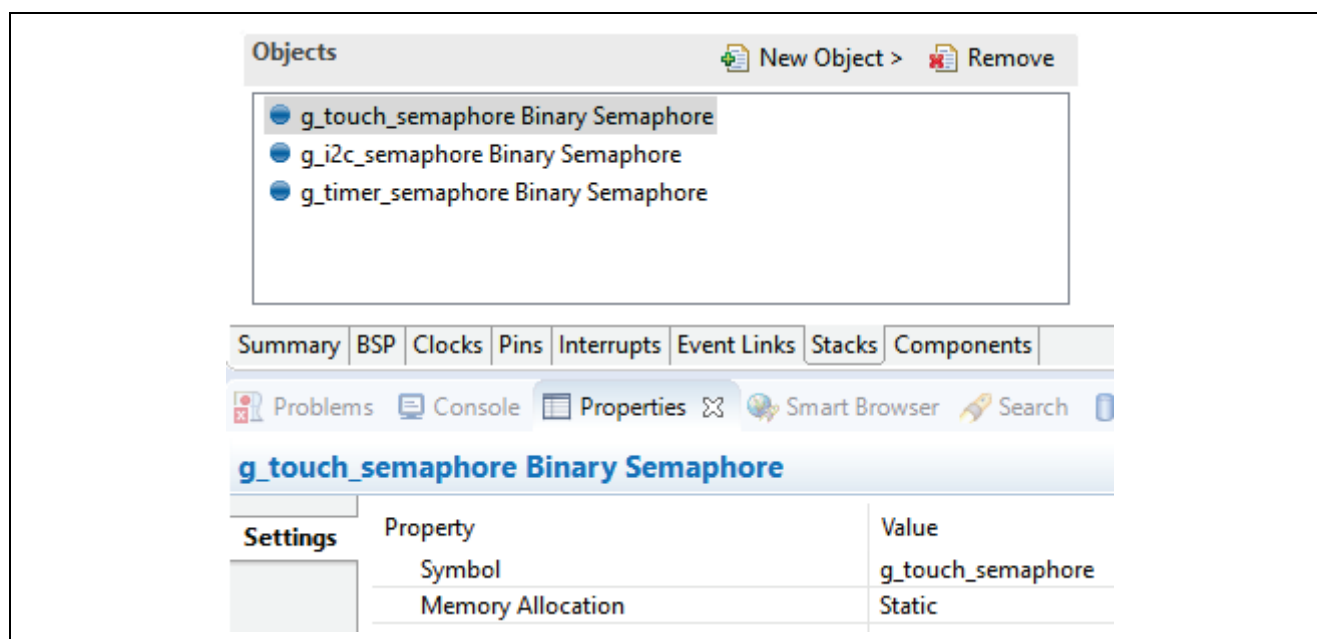 Objects New Object > Remove
g_touch_semaphore Binary Semaphore
g_i2c_semaphore Binary Semaphore
g_timer_semaphore Binary Semaphore
Summary BSP Clocks Pins Interrupts Event Links Stacks Components
Problems Console Properties Smart Browser Search
g_touch_semaphore Binary Semaphore
Settings Property Value
Symbol g_touch_semaphore
Memory Allocation Static